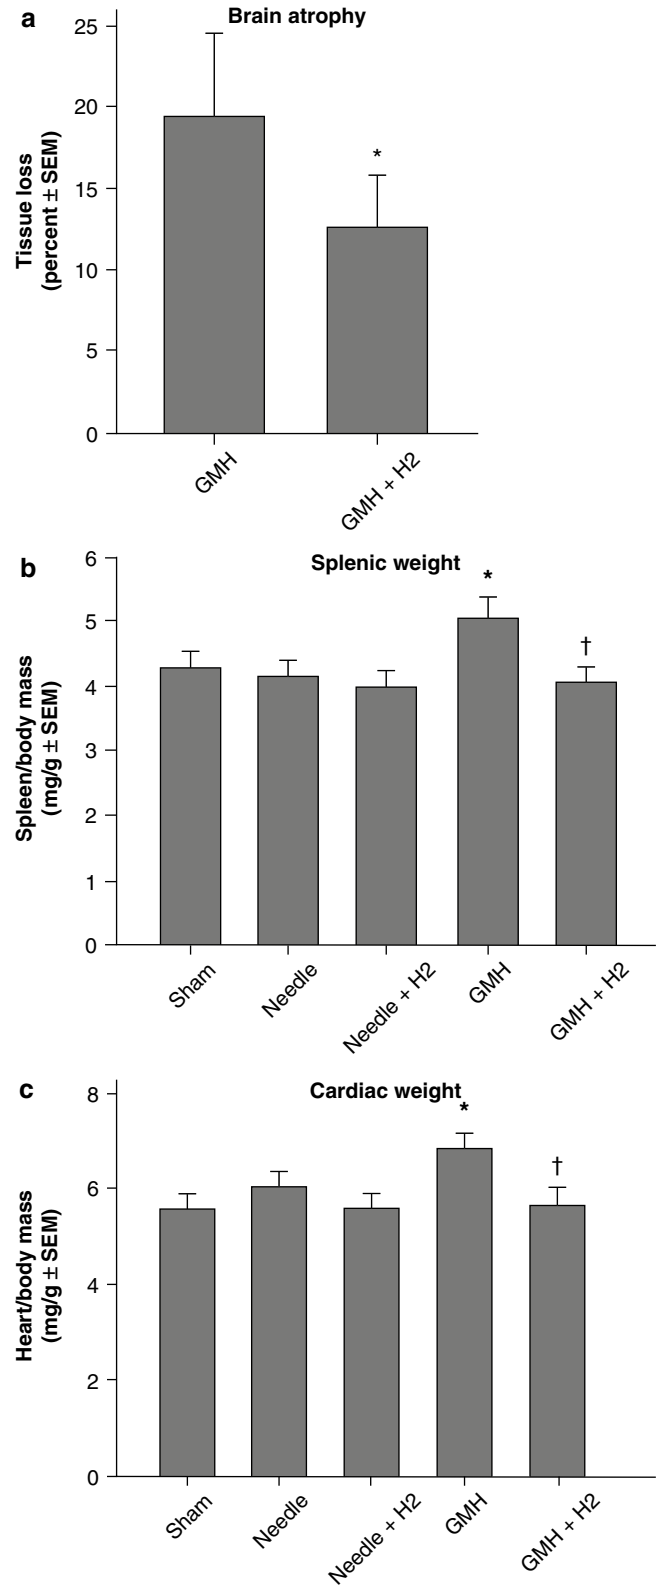 a
Brain atrophy
Tissue loss
(percent ± SEM)
25
20
15
10
5
0
*
GMH
GMH + H2
b
Splenic weight
Spleen/body mass
(mg/g ± SEM)
6
5
4
3
2
1
0
*
†
Sham
Needle
Needle + H2
GMH
GMH + H2
c
Cardiac weight
Heart/body mass
(mg/g ± SEM)
8
6
4
2
0
*
†
Sham
Needle
Needle + H2
GMH
GMH + H2